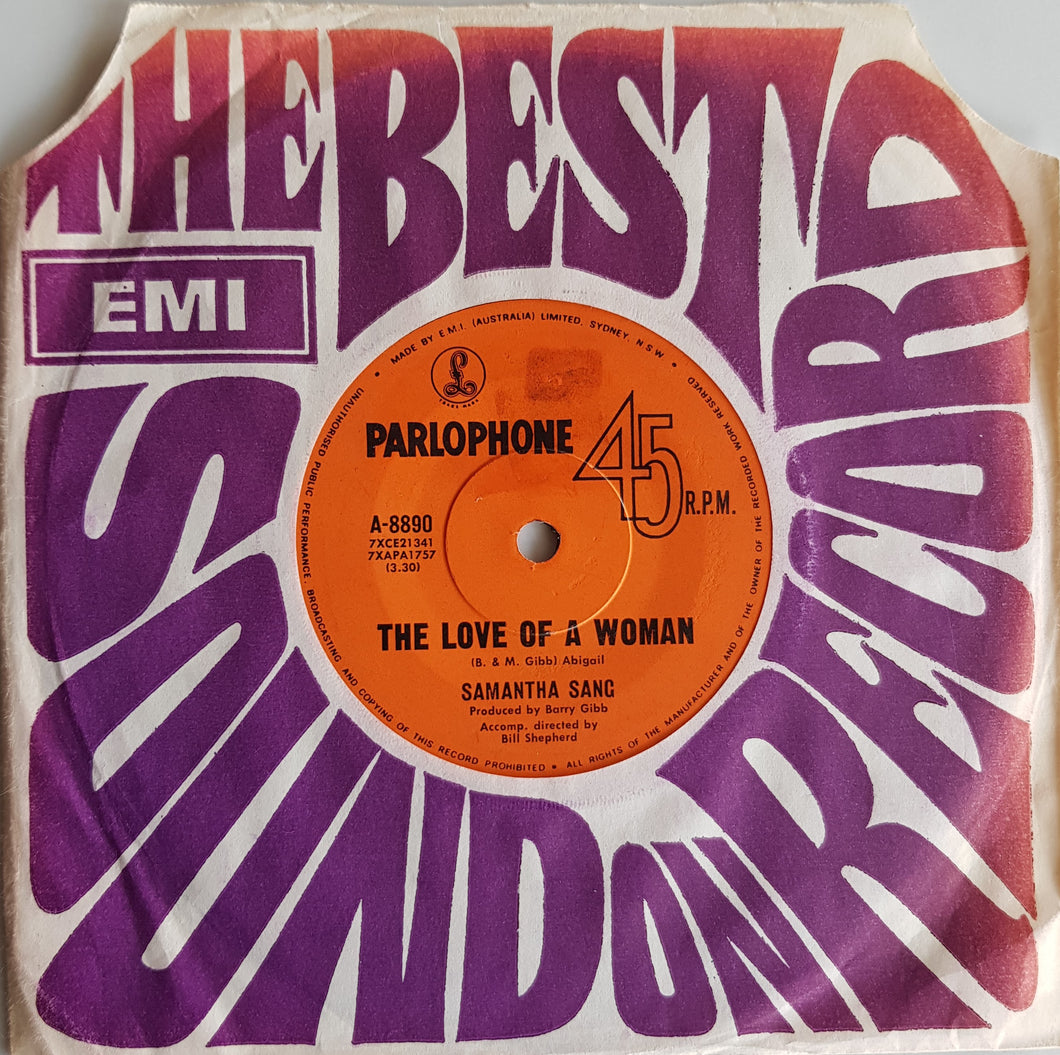 THE BEST
SOUND ON RECORD
EMI
• MADE BY E.M.I. (AUSTRALIA) LIMITED, SYDNEY, N·S·W· •
UNAUTHORISED PUBLIC PERFORMANCE, BROADCASTING AND COPYING OF THIS RECORD PROHIBITED • ALL RIGHTS OF THE MANUFACTURER AND OF THE OWNER OF THE RECORDED WORK RESERVED
£
TRADE MARK
PARLOPHONE
45
R.P.M.
A-8890
7XCE21341
7XAPA1757
(3.30)
THE LOVE OF A WOMAN
(B. & M. Gibb) Abigail
SAMANTHA SANG
Produced by Barry Gibb
Accomp. directed by
Bill Shepherd